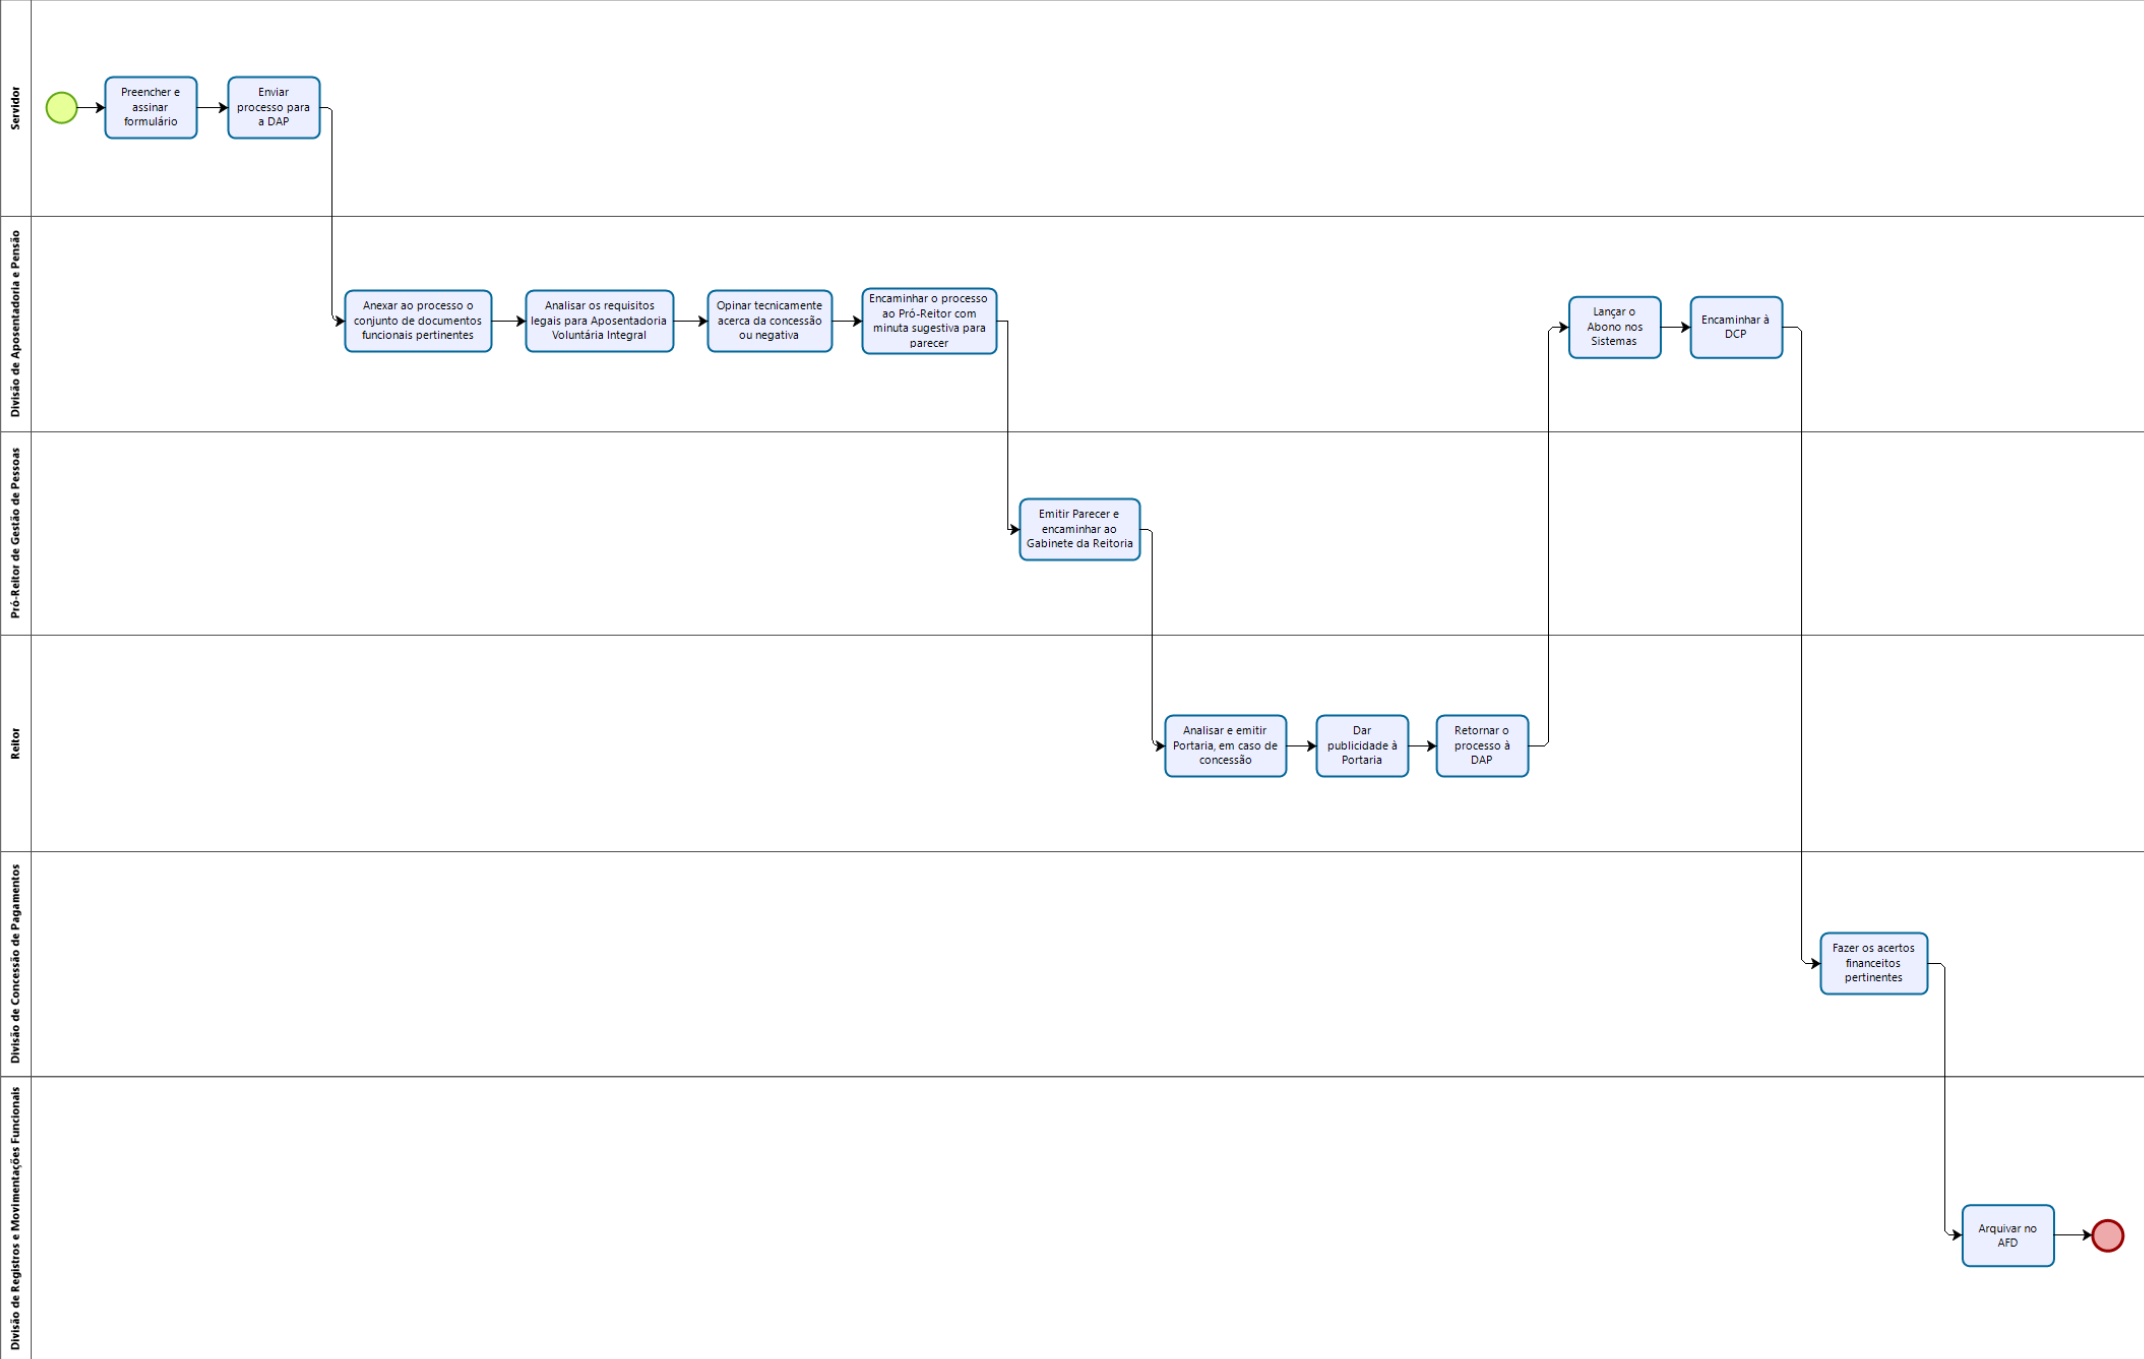 Servidor
Preencher e
assinar
formulário
Enviar
processo para
a DAP
Divisão de Aposentadoria e Pensão
Anexar ao processo o
conjunto de documentos
funcionais pertinentes
Analisar os requisitos
legais para Aposentadoria
Voluntária Integral
Opinar tecnicamente
acerca da concessão
ou negativa
Encaminhar o processo
ao Pró-Reitor com
minuta sugestiva para
parecer
Lançar o
Abono nos
Sistemas
Encaminhar à
DCP
Pró-Reitor de Gestão de Pessoas
Emitir Parecer e
encaminhar ao
Gabinete da Reitoria
Reitor
Analisar e emitir
Portaria, em caso de
concessão
Dar
publicidade à
Portaria
Retornar o
processo à
DAP
Divisão de Concessão de Pagamentos
Fazer os acertos
financeitos
pertinentes
Divisão de Registros e Movimentações Funcionais
Arquivar no
AFD